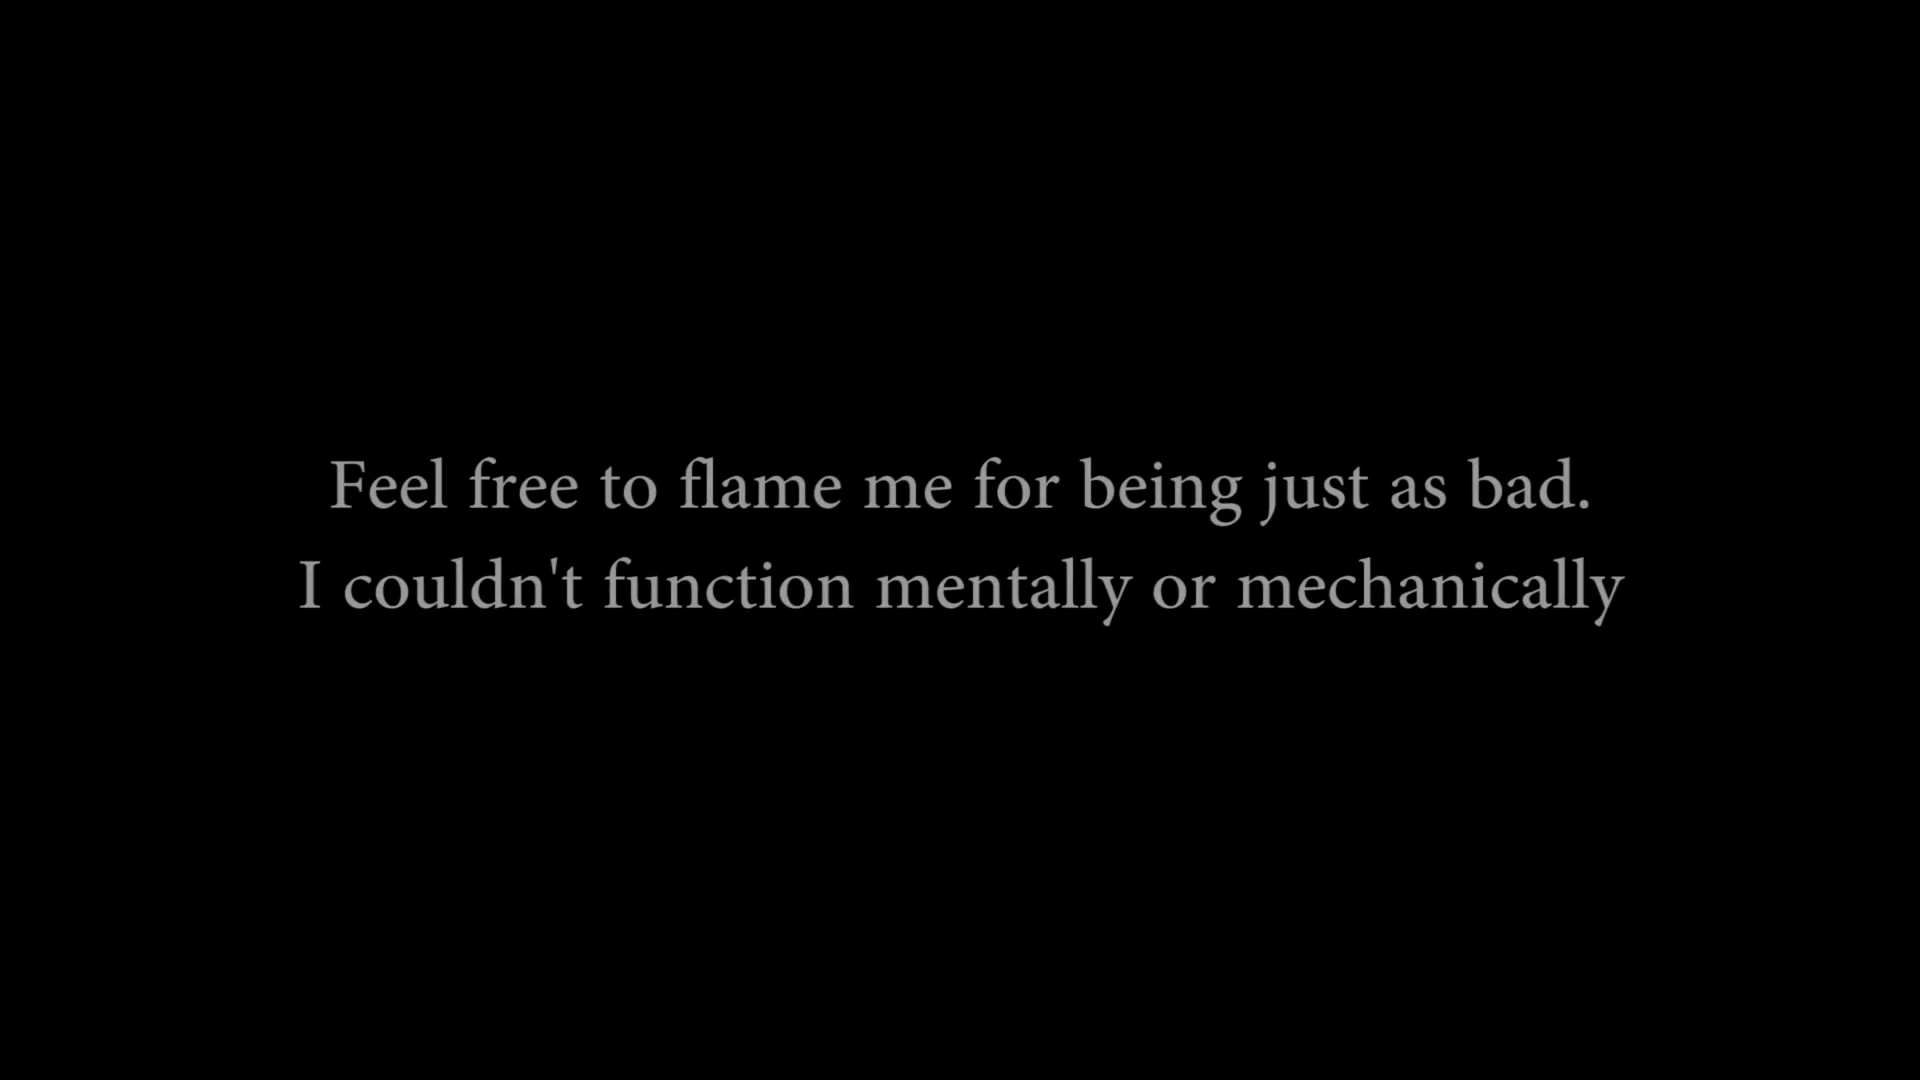 Feel free to flame me for being just as bad.
I couldn't function mentally or mechanically